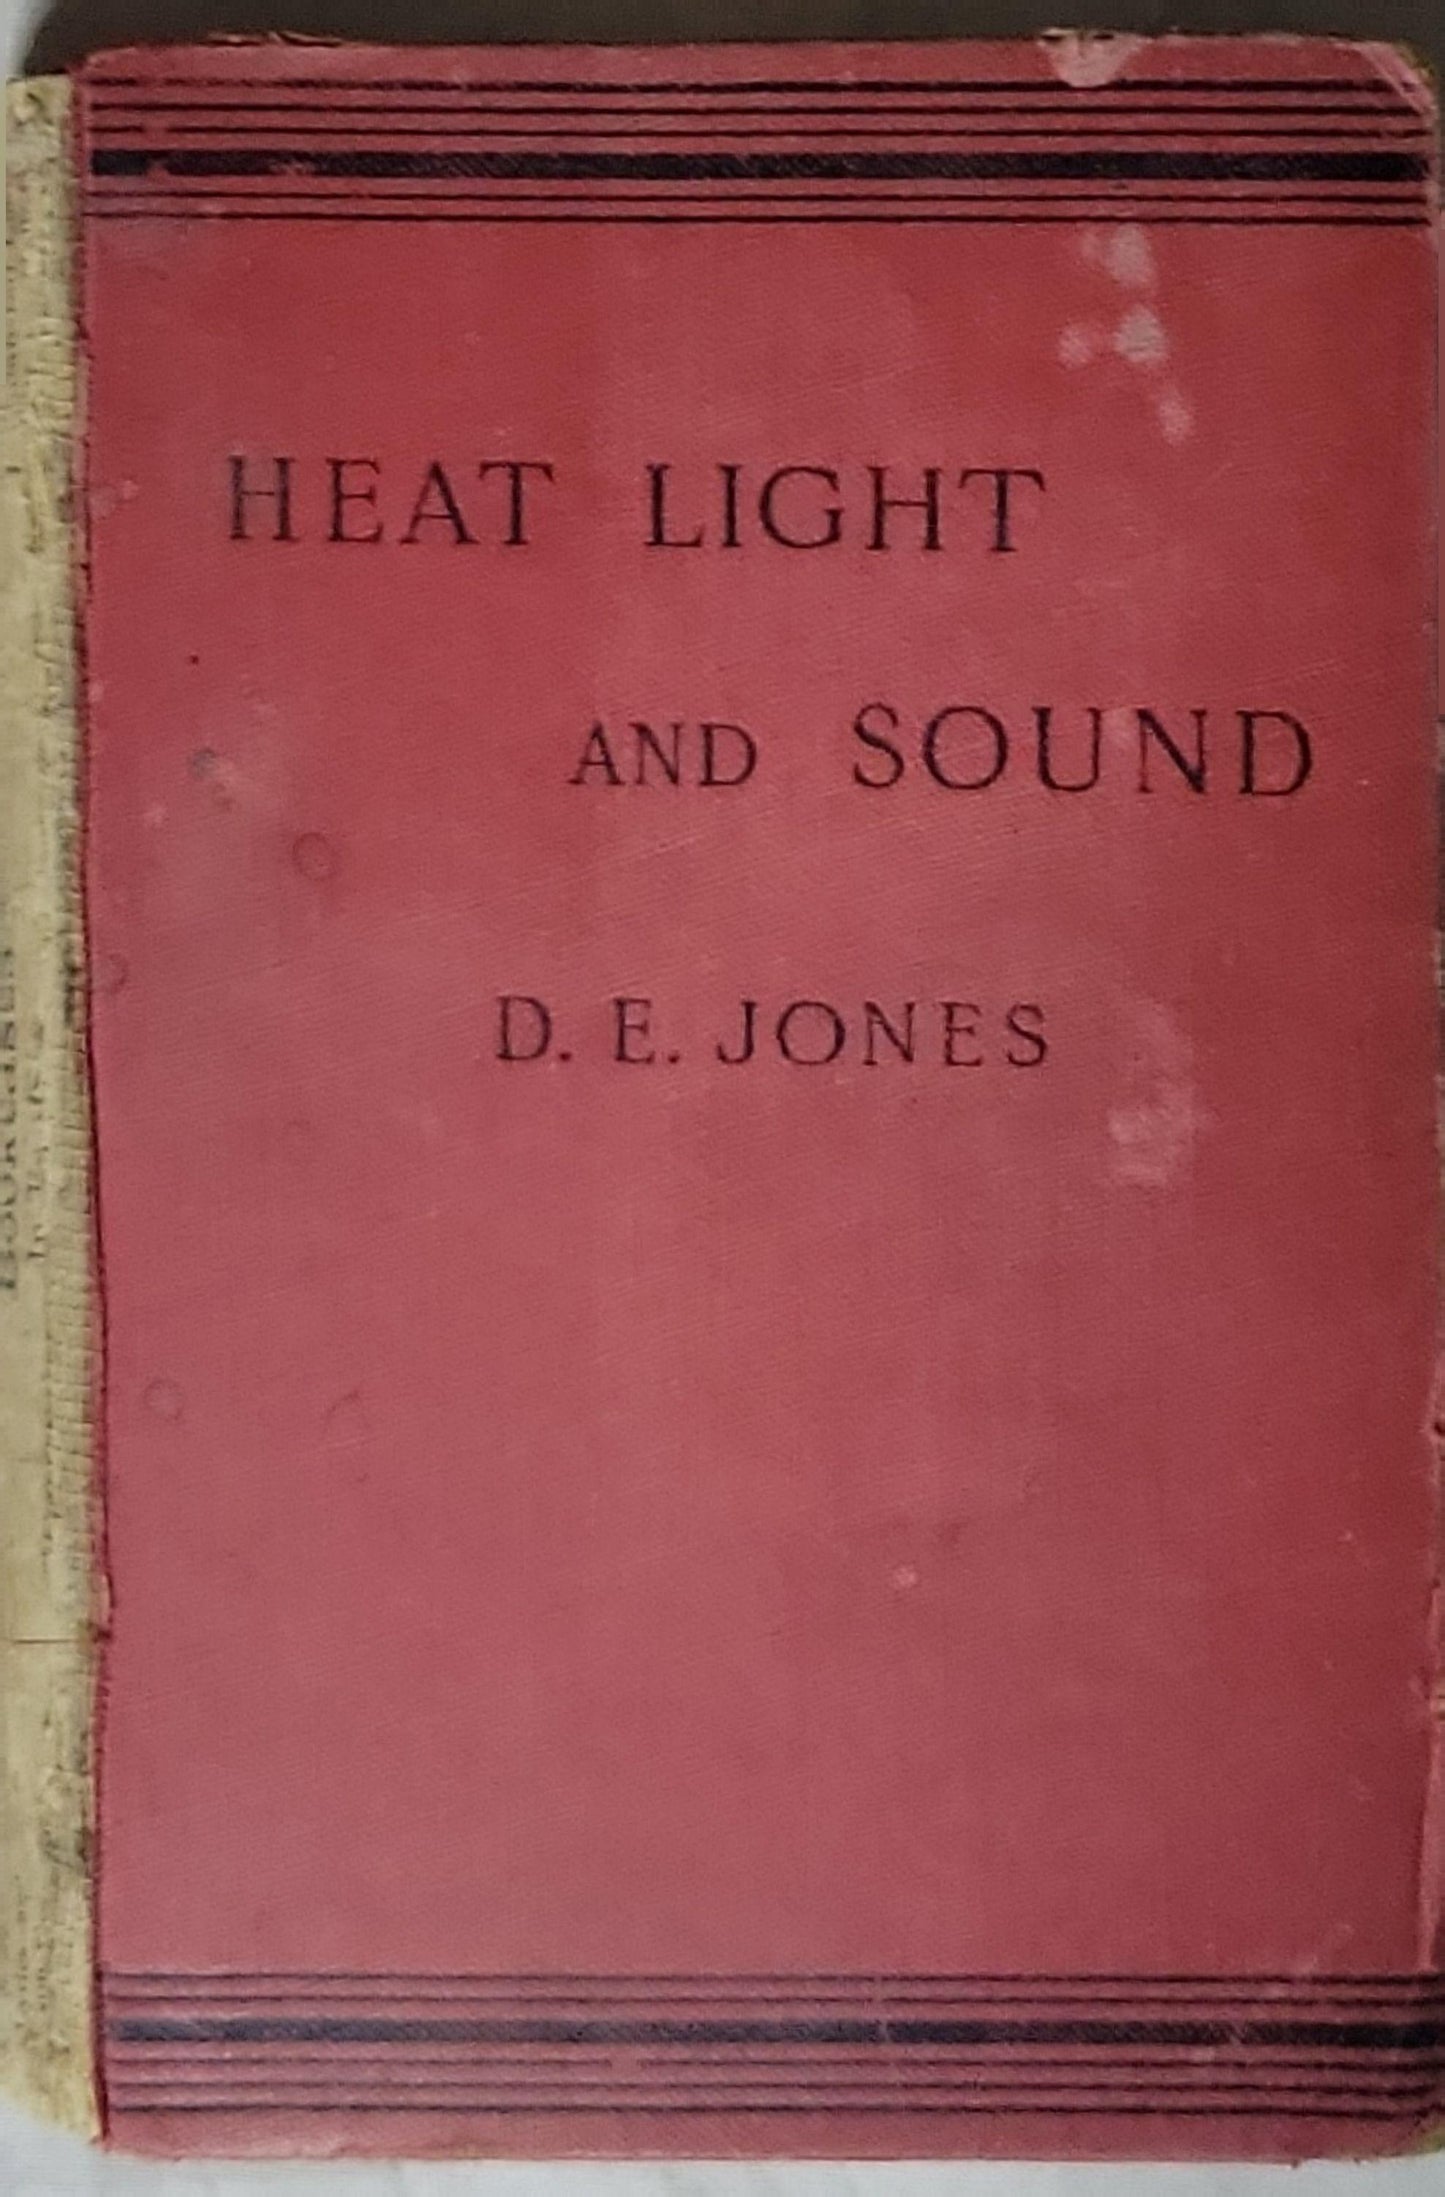 HEAT LIGHT
AND SOUND
D. E. JONES